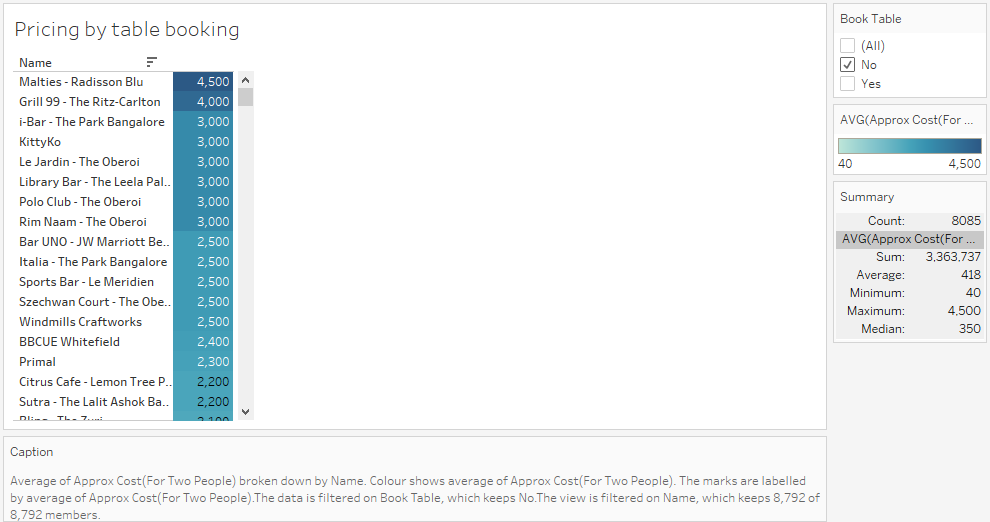 Pricing by table booking
Name
Malties - Radisson Blu 4,500
Grill 99 - The Ritz-Carlton 4,000
i-Bar - The Park Bangalore 3,000
KittyKo 3,000
Le Jardin - The Oberoi 3,000
Library Bar - The Leela Pal.. 3,000
Polo Club - The Oberoi 3,000
Rim Naam - The Oberoi 3,000
Bar UNO - JW Marriott Be.. 2,500
Italia - The Park Bangalore 2,500
Sports Bar - Le Meridien 2,500
Szechwan Court - The Obe.. 2,500
Windmills Craftworks 2,500
BBCUE Whitefield 2,400
Primal 2,300
Citrus Cafe - Lemon Tree P.. 2,200
Sutra - The Lalit Ashok Ba.. 2,200
Bling - The Zuri 2,100
Book Table
(All)
No
Yes
AVG(Approx Cost(For ...
40 4,500
Summary
Count: 8085
AVG(Approx Cost(For ...
Sum: 3,363,737
Average: 418
Minimum: 40
Maximum: 4,500
Median: 350
Caption
Average of Approx Cost(For Two People) broken down by Name. Colour shows average of Approx Cost(For Two People). The marks are labelled
by average of Approx Cost(For Two People).The data is filtered on Book Table, which keeps No.The view is filtered on Name, which keeps 8,792 of
8,792 members.